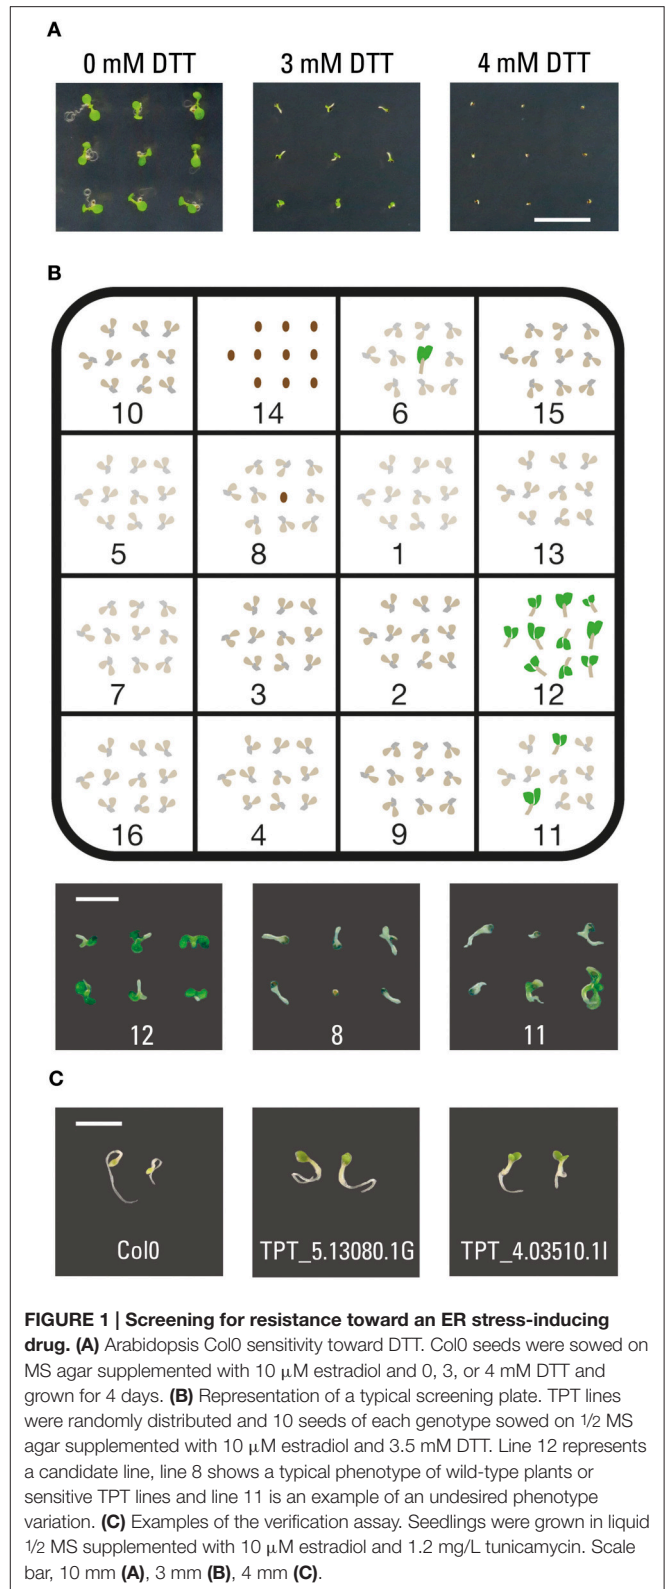 A
0 mM DTT 3 mM DTT 4 mM DTT
B
10 14 6 15
5 8 1 13
7 3 2 12
16 4 9 11
12 8 11
C
Col0 TPT_5.13080.1G TPT_4.03510.1I
FIGURE 1 | Screening for resistance toward an ER stress-inducing
drug. (A) Arabidopsis Col0 sensitivity toward DTT. Col0 seeds were sowed on
MS agar supplemented with 10 μM estradiol and 0, 3, or 4 mM DTT and
grown for 4 days. (B) Representation of a typical screening plate. TPT lines
were randomly distributed and 10 seeds of each genotype sowed on 1/2 MS
agar supplemented with 10 μM estradiol and 3.5 mM DTT. Line 12 represents
a candidate line, line 8 shows a typical phenotype of wild-type plants or
sensitive TPT lines and line 11 is an example of an undesired phenotype
variation. (C) Examples of the verification assay. Seedlings were grown in liquid
1/2 MS supplemented with 10 μM estradiol and 1.2 mg/L tunicamycin. Scale
bar, 10 mm (A), 3 mm (B), 4 mm (C).